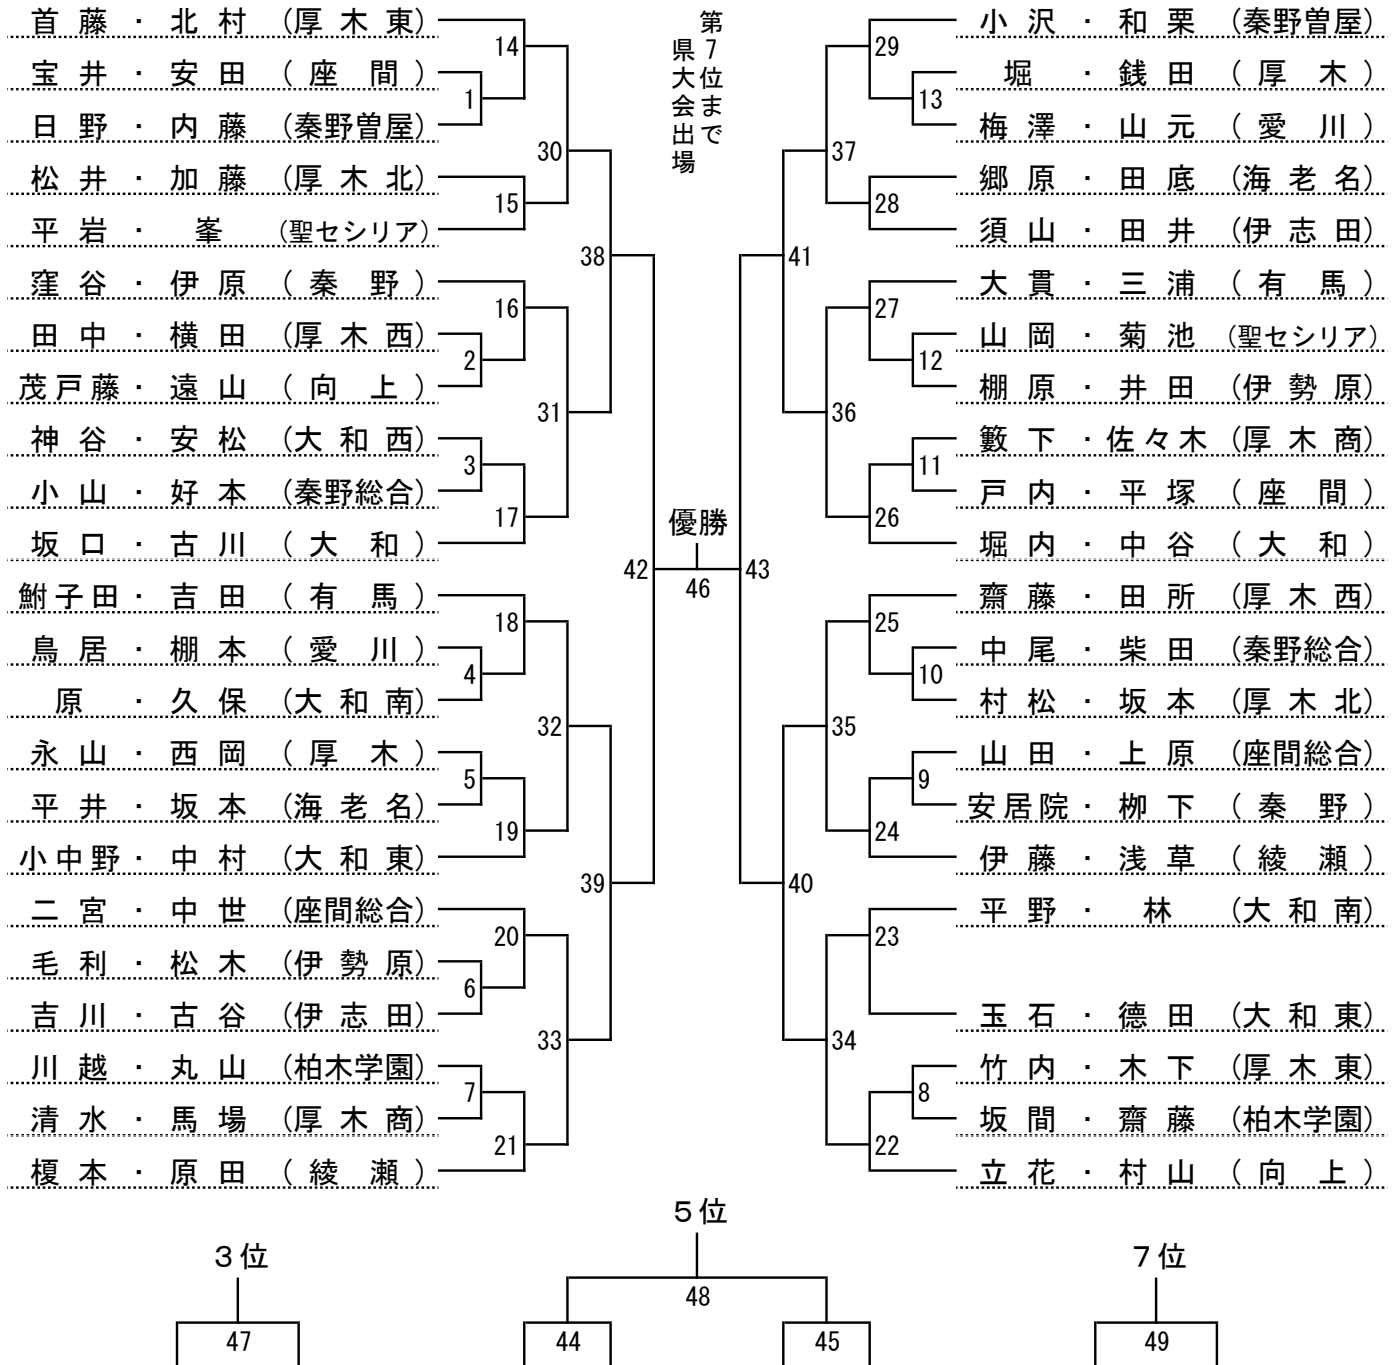 首藤・北村（厚木東）
宝井・安田（座間）
日野・内藤（秦野曽屋）
松井・加藤（厚木北）
平岩・峯（聖セシリア）
窪谷・伊原（秦野）
田中・横田（厚木西）
茂戸藤・遠山（向上）
神谷・安松（大和西）
小山・好本（秦野総合）
坂口・古川（大和）
鮒子田・吉田（有馬）
鳥居・棚本（愛川）
原・久保（大和南）
永山・西岡（厚木）
平井・坂本（海老名）
小中野・中村（大和東）
二宮・中世（座間総合）
毛利・松木（伊勢原）
吉川・古谷（伊志田）
川越・丸山（柏木学園）
清水・馬場（厚木商）
榎本・原田（綾瀬）
14
1
30
15
38
16
2
31
3
17
42
18
4
32
5
19
39
20
6
33
7
21
第7位まで
県大会出場
優勝
46
29
13
37
28
41
27
12
36
11
26
43
25
10
35
9
24
40
23
34
8
22
小沢・和栗（秦野曽屋）
堀・銭田（厚木）
梅澤・山元（愛川）
郷原・田底（海老名）
須山・田井（伊志田）
大貫・三浦（有馬）
山岡・菊池（聖セシリア）
棚原・井田（伊勢原）
籔下・佐々木（厚木商）
戸内・平塚（座間）
堀内・中谷（大和）
齋藤・田所（厚木西）
中尾・柴田（秦野総合）
村松・坂本（厚木北）
山田・上原（座間総合）
安居院・栁下（秦野）
伊藤・浅草（綾瀬）
平野・林（大和南）
玉石・德田（大和東）
竹内・木下（厚木東）
坂間・齋藤（柏木学園）
立花・村山（向上）
3位
47
5位
48
44
45
7位
49